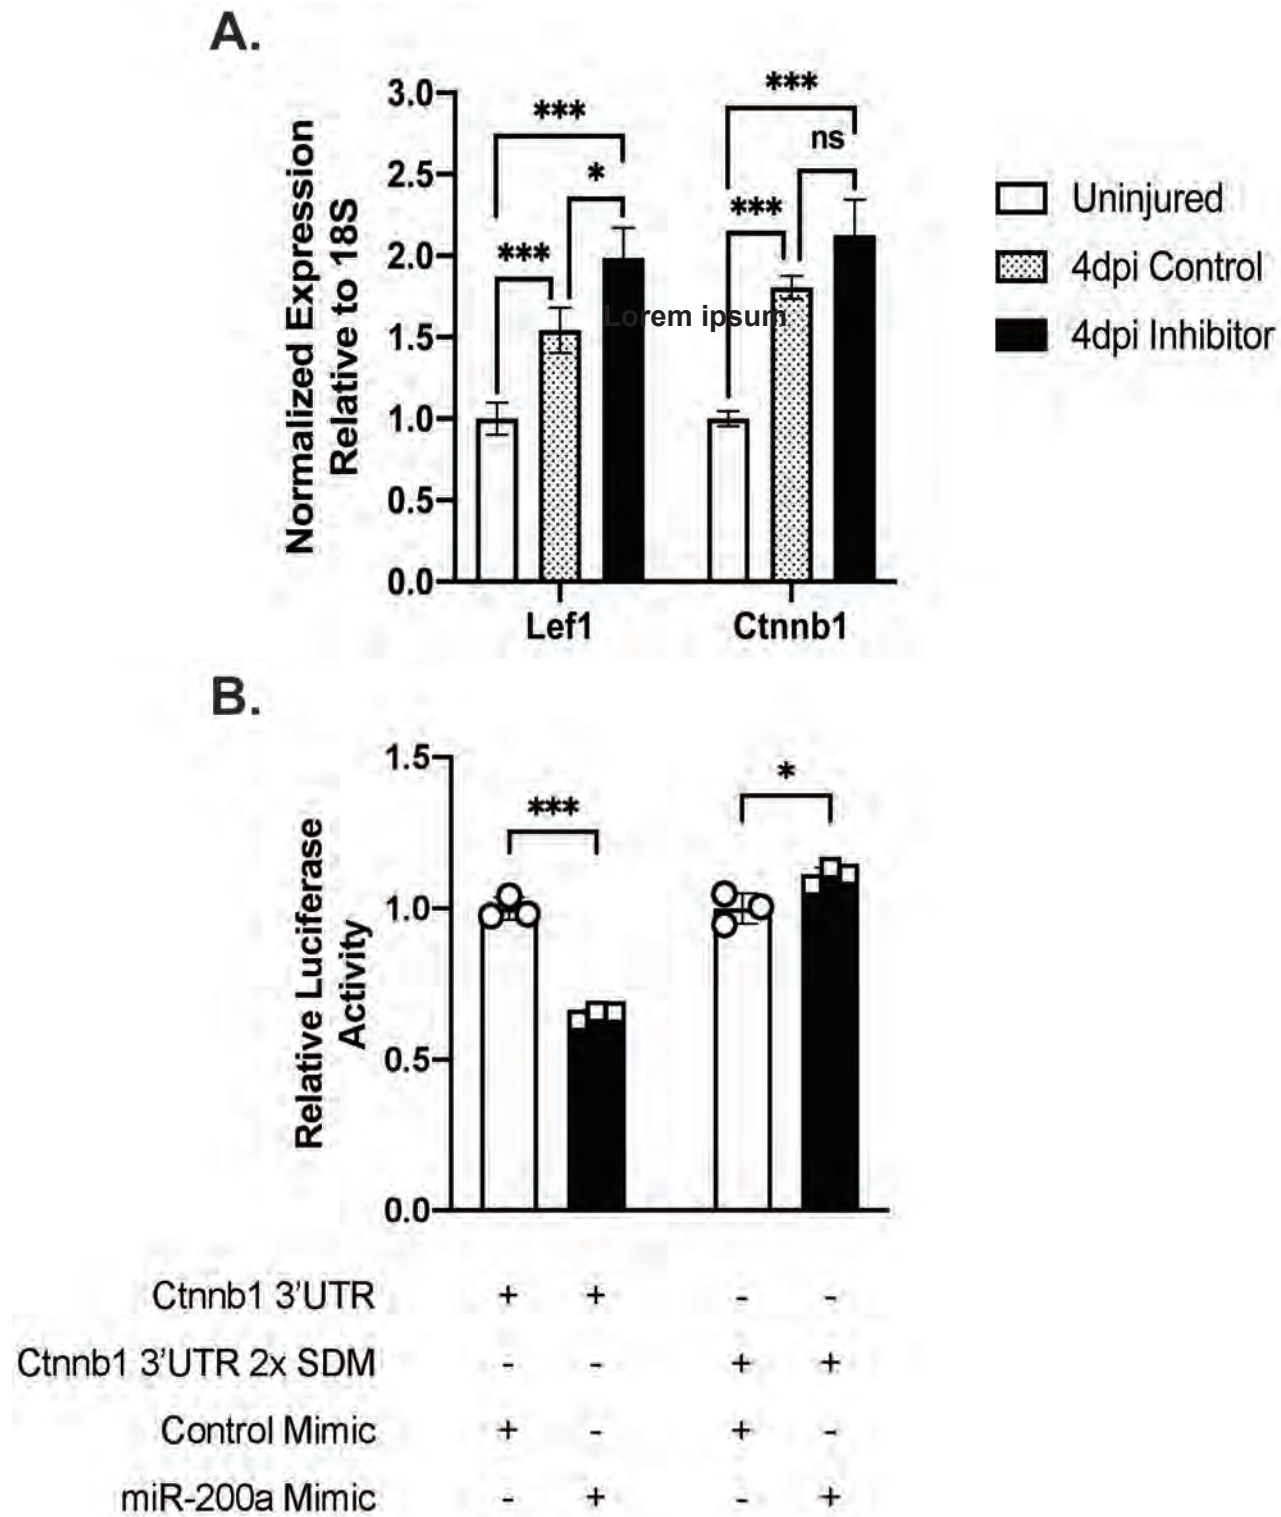 A.
Normalized Expression
Relative to 18S
3.0
2.5
2.0
1.5
1.0
0.5
0.0
***
*
***
***
ns
***
Lorem ipsum
Lef1
Ctnnb1
Uninjured
4dpi Control
4dpi Inhibitor
B.
Relative Luciferase
Activity
1.5
1.0
0.5
0.0
***
*
Ctnnb1 3'UTR + + - -
Ctnnb1 3'UTR 2x SDM - - + +
Control Mimic + - + -
miR-200a Mimic - + - +